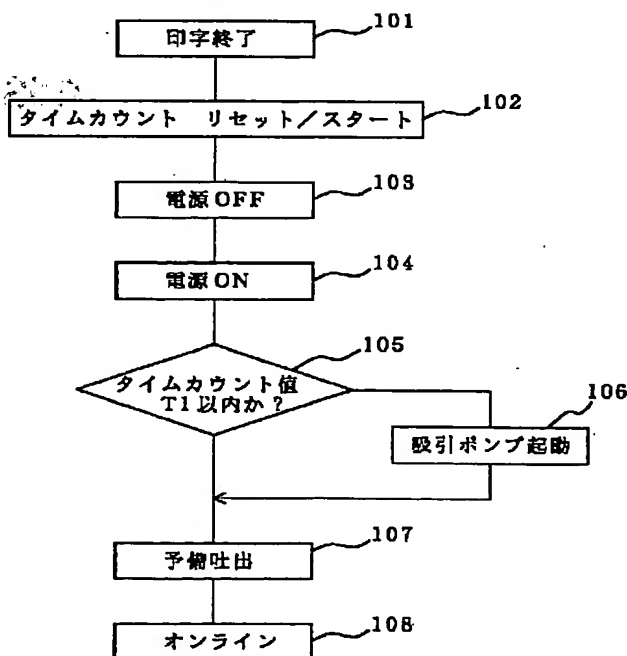 印字終了
101
タイムカウント リセット/スタート
102
電源OFF
103
電源ON
104
タイムカウント値
T1以内か?
105
吸引ポンプ起動
106
予備吐出
107
オンライン
108